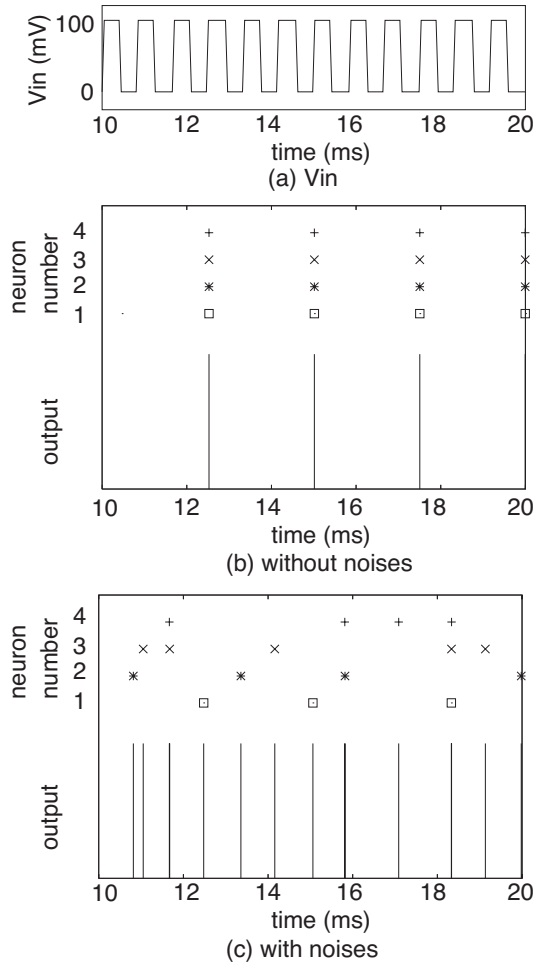 Vin (mV)
100
0
10 12 14 16 18 20
time (ms)
(a) Vin
neuron number
4
3
2
1
output
10 12 14 16 18 20
time (ms)
(b) without noises
neuron number
4
3
2
1
output
10 12 14 16 18 20
time (ms)
(c) with noises